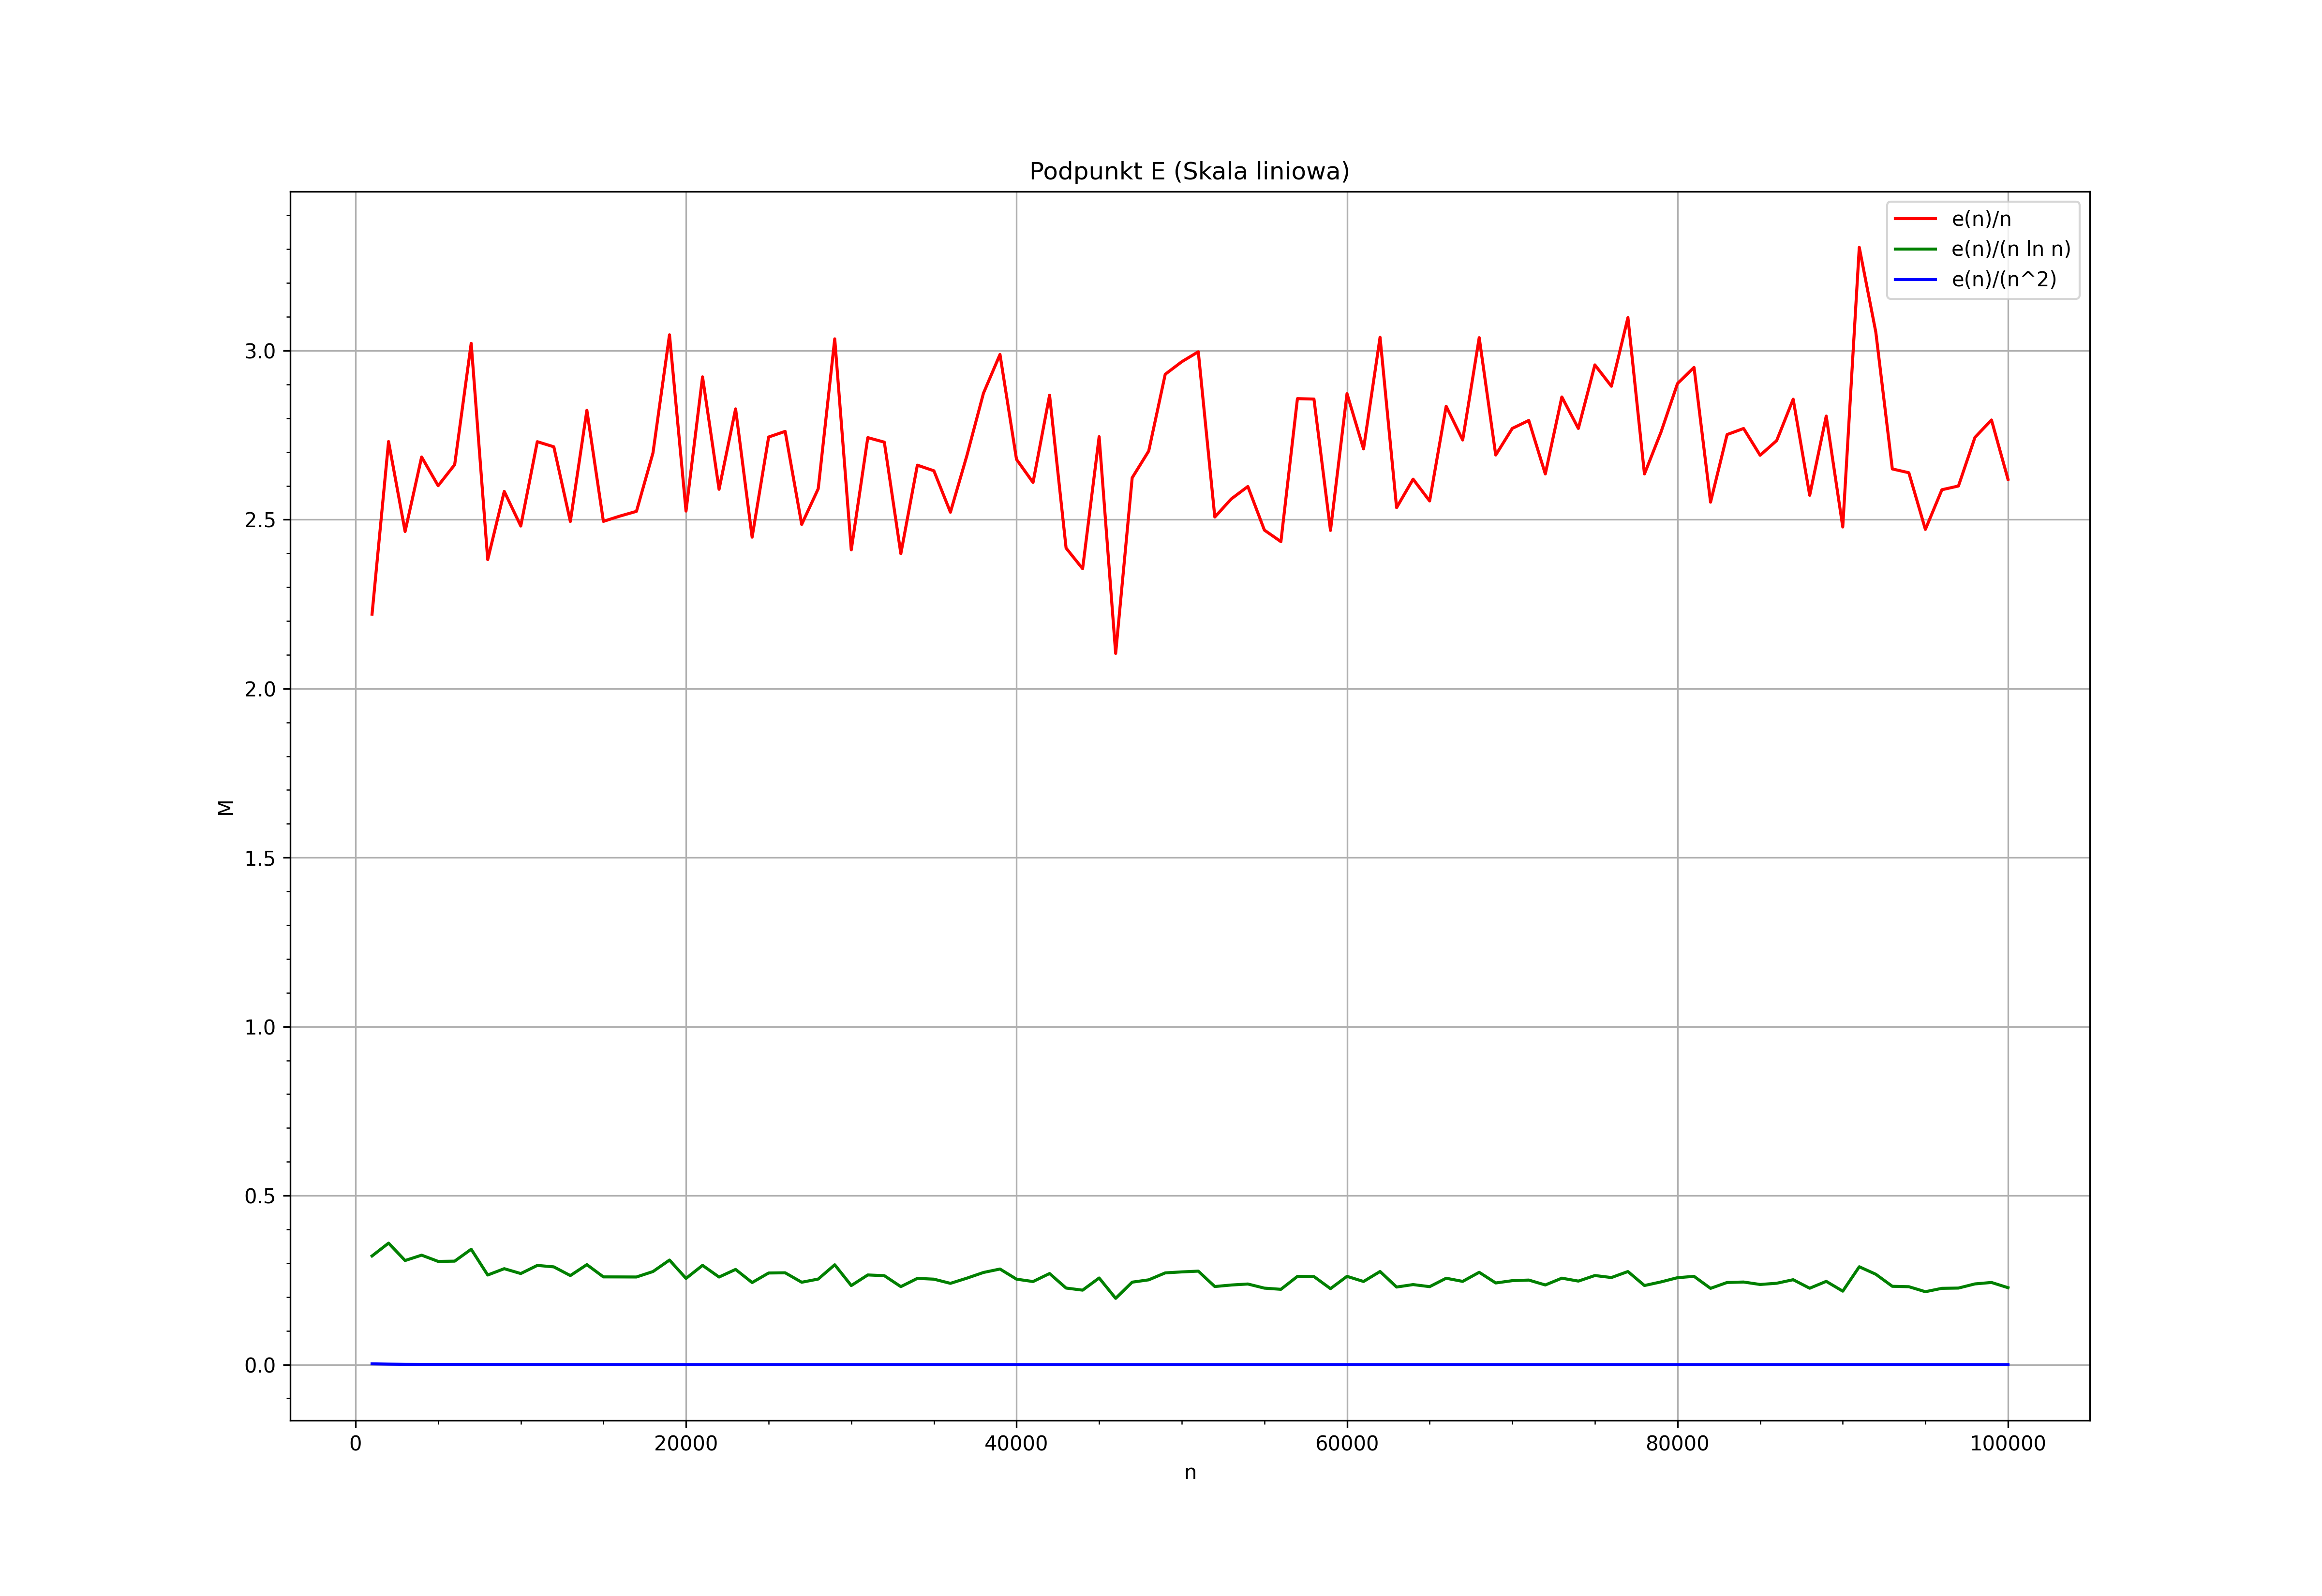 Podpunkt E (Skala liniowa)
e(n)/n
e(n)/(n ln n)
e(n)/(n^2)
3.0
2.5
2.0
1.5
1.0
0.5
0.0
M
0 20000 40000 60000 80000 100000
n